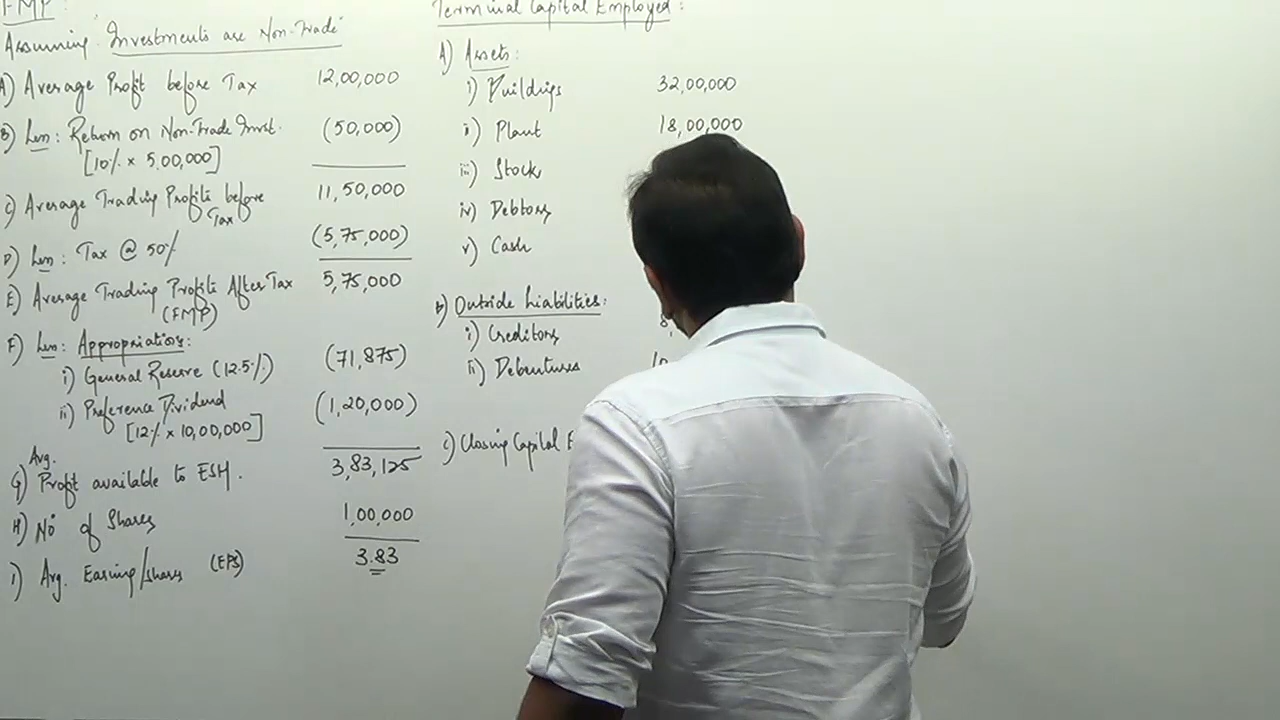 FMP:
Assuming "Investments are Non-Trade"
A) Average Profit before Tax 12,00,000
B) Less: Return on Non-Trade Invst. (50,000)
[10% × 5,00,000]
C) Average Trading Profits before Tax 11,50,000
D) Less: Tax @ 50% (5,75,000)
E) Average Trading Profits After Tax 5,75,000
(FMP)
F) Less: Appropriations:
i) General Reserve (12.5%) (71,875)
ii) Preference Dividend (1,20,000)
[12% × 10,00,000]
G) Avg. Profit available to ESH. 3,83,125
H) No of Shares 1,00,000
I) Avg. Earning/shares (EPS) 3.83
Terminal Capital Employed:
A) Assets:
i) Buildings 32,00,000
ii) Plant 18,00,000
iii) Stock
iv) Debtors
v) Cash
B) Outside Liabilities:
i) Creditors 8,
ii) Debentures 10
C) Closing Capital E